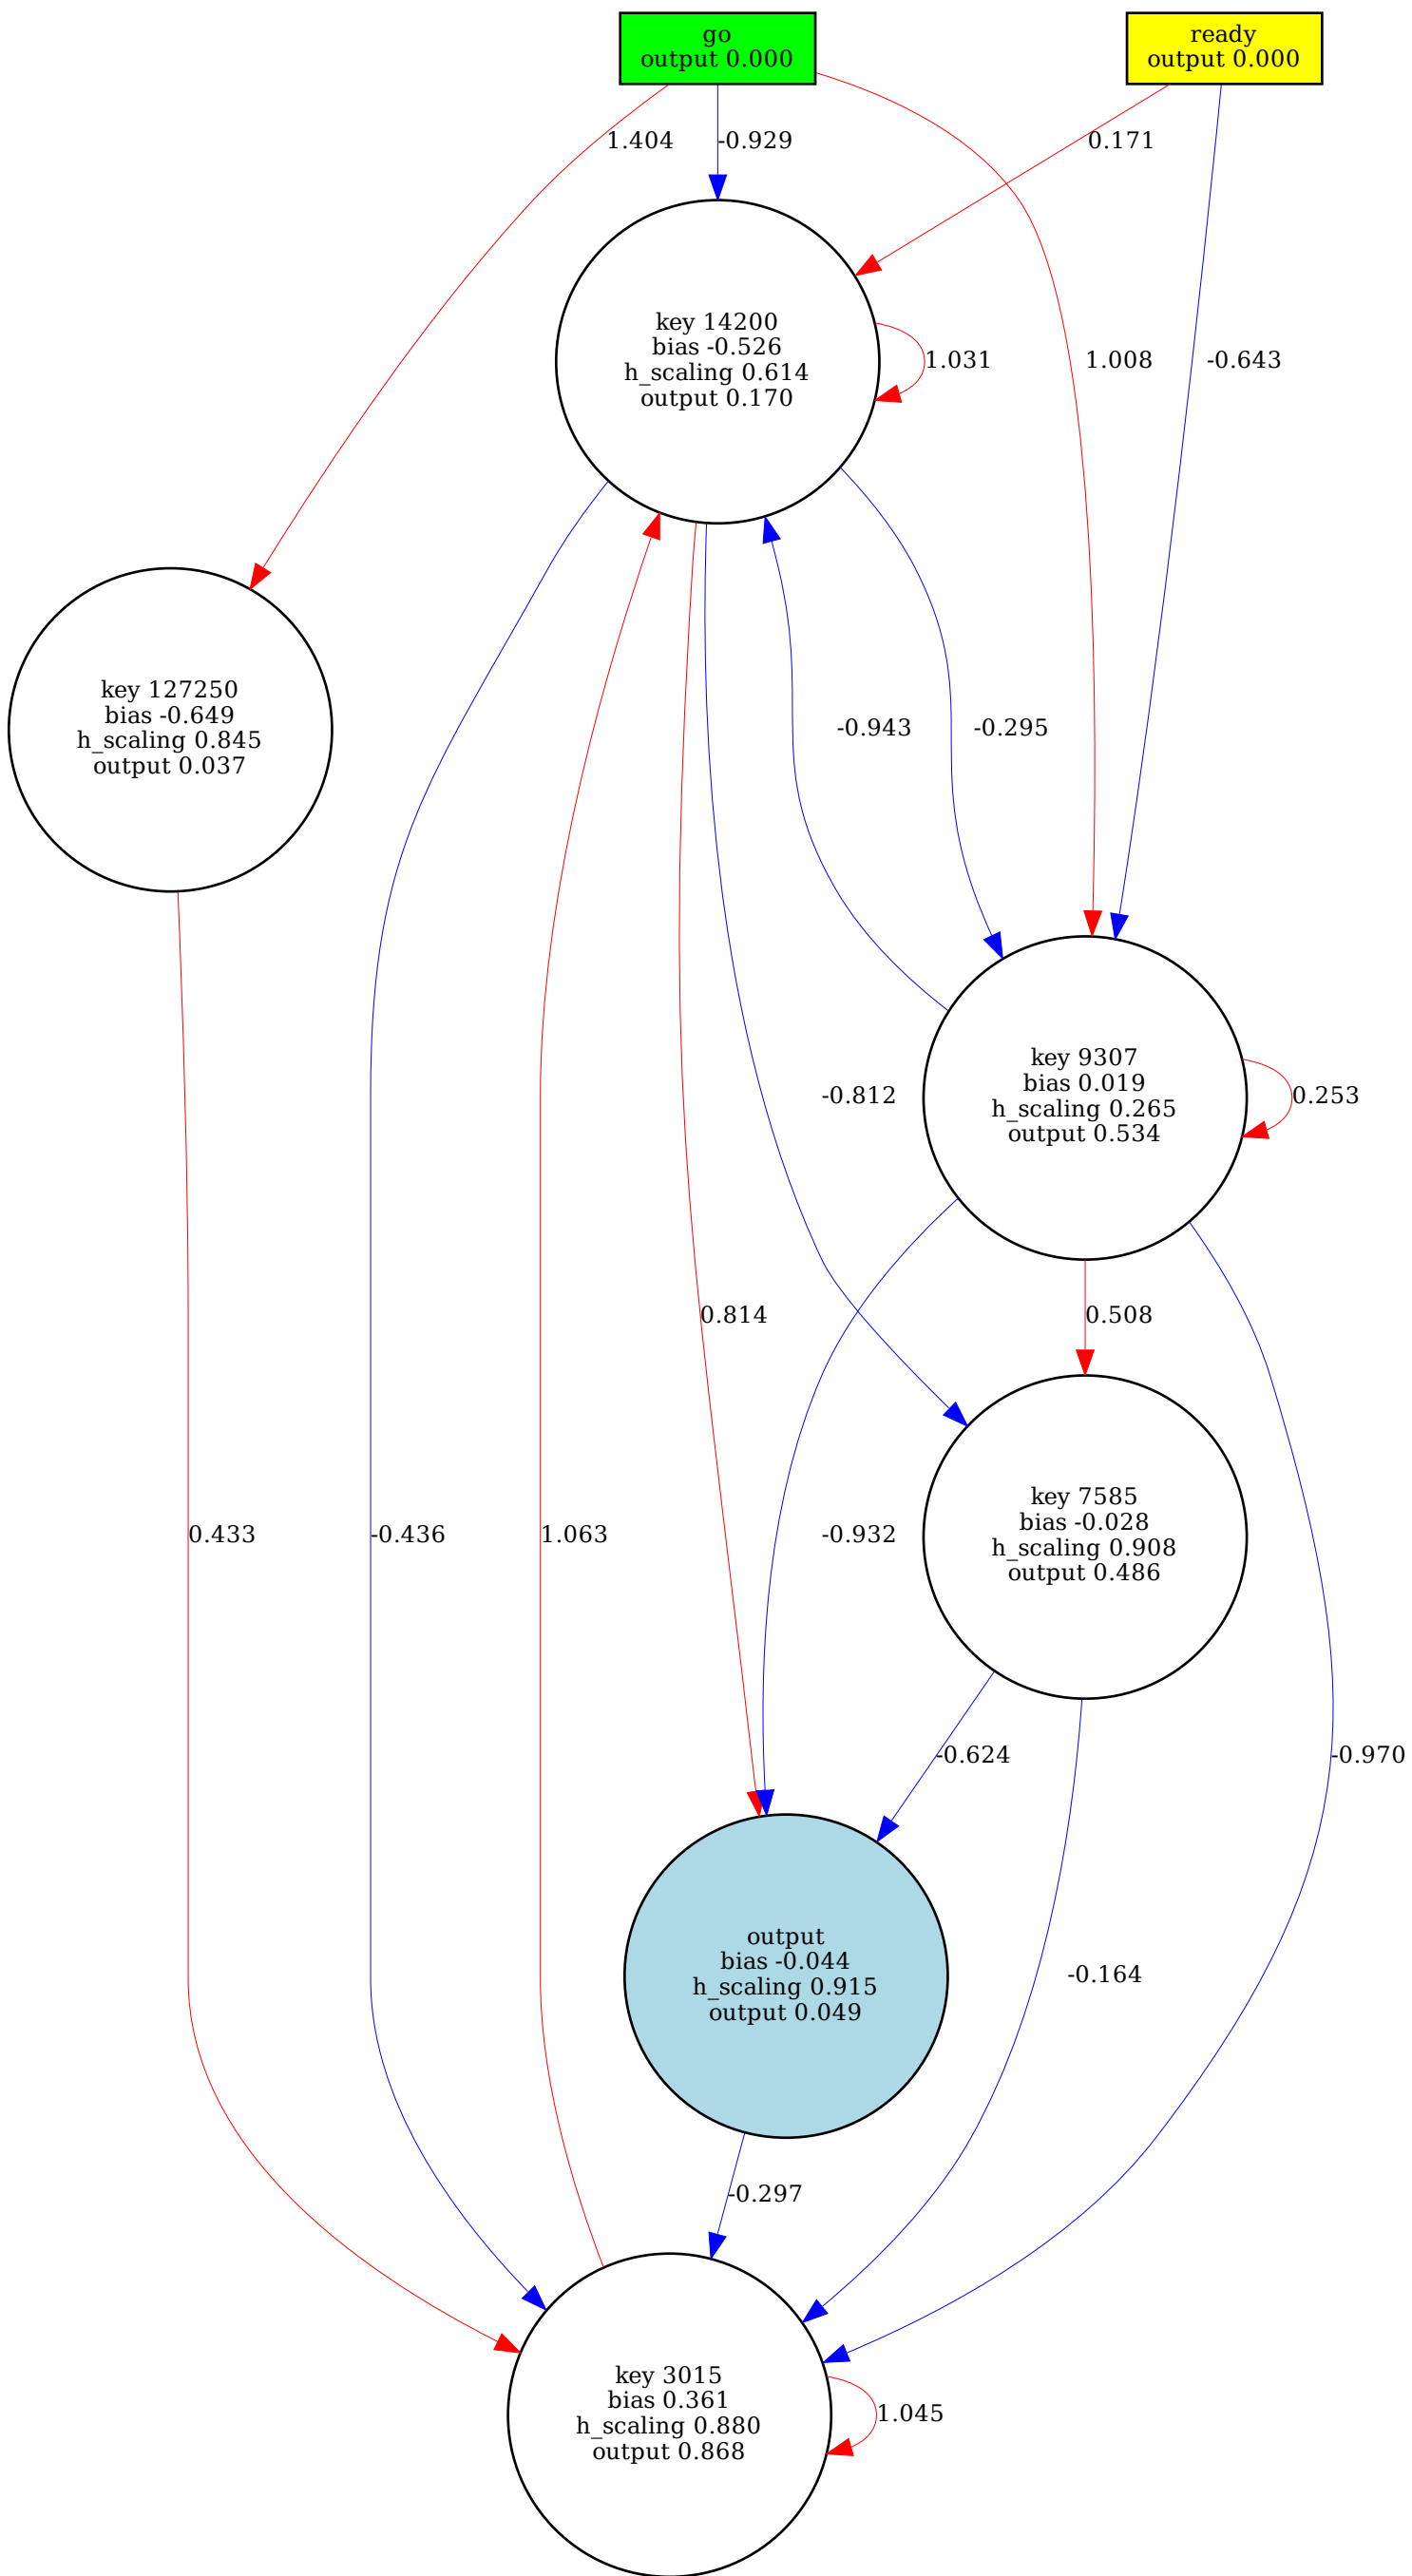 go
output 0.000
ready
output 0.000
1.404
-0.929
0.171
key 14200
bias -0.526
h_scaling 0.614
output 0.170
1.031
1.008
-0.643
key 127250
bias -0.649
h_scaling 0.845
output 0.037
-0.943
-0.295
key 9307
bias 0.019
h_scaling 0.265
output 0.534
-0.812
0.253
0.814
0.508
key 7585
bias -0.028
h_scaling 0.908
output 0.486
0.433
-0.436
1.063
-0.932
-0.624
-0.970
output
bias -0.044
h_scaling 0.915
output 0.049
-0.164
-0.297
key 3015
bias 0.361
h_scaling 0.880
output 0.868
1.045